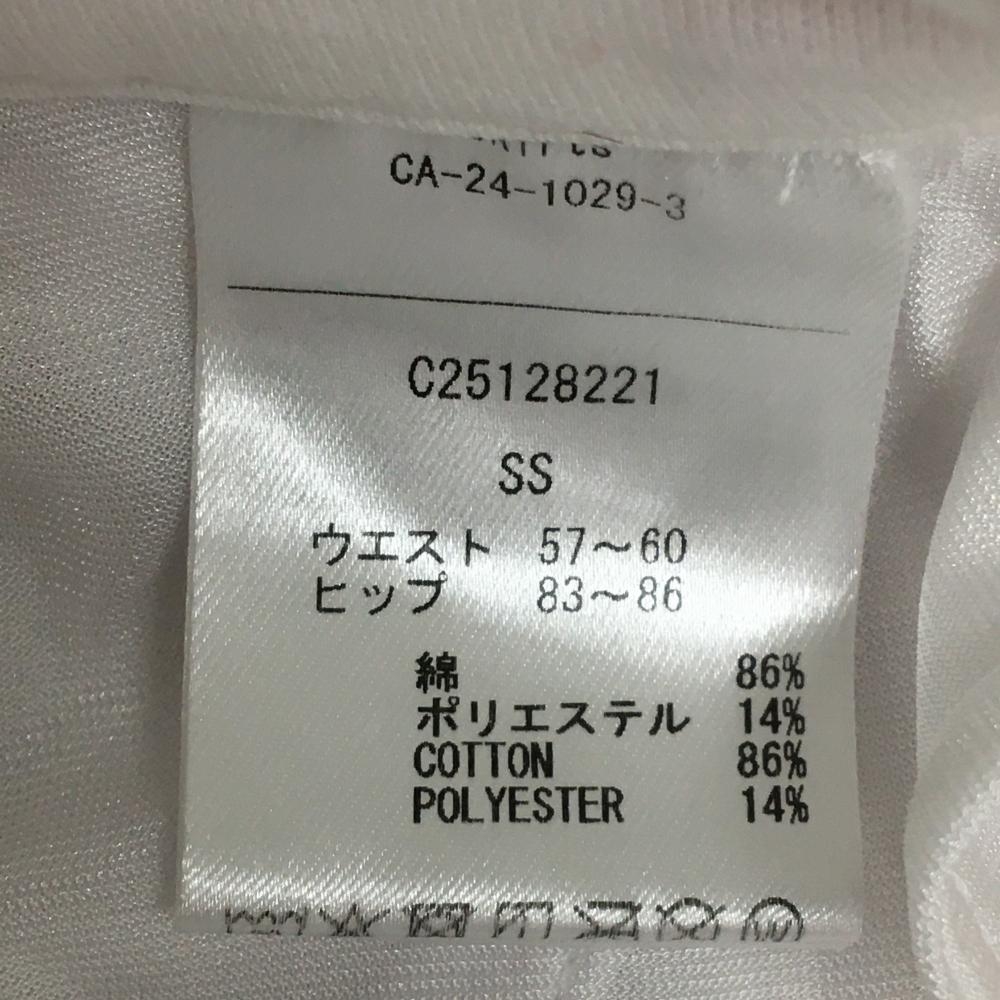 CA-24-1029-3
C25128221
SS
ウエスト 57～60
ヒップ 83～86
綿 86%
ポリエステル 14%
COTTON 86%
POLYESTER 14%